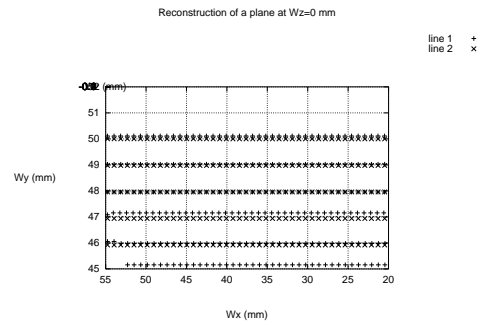 Reconstruction of a plane at Wz=0 mm
line 1 +
line 2 ×
(mm)
51
50
49
48
47
46
45
Wy (mm)
55 50 45 40 35 30 25 20
Wx (mm)